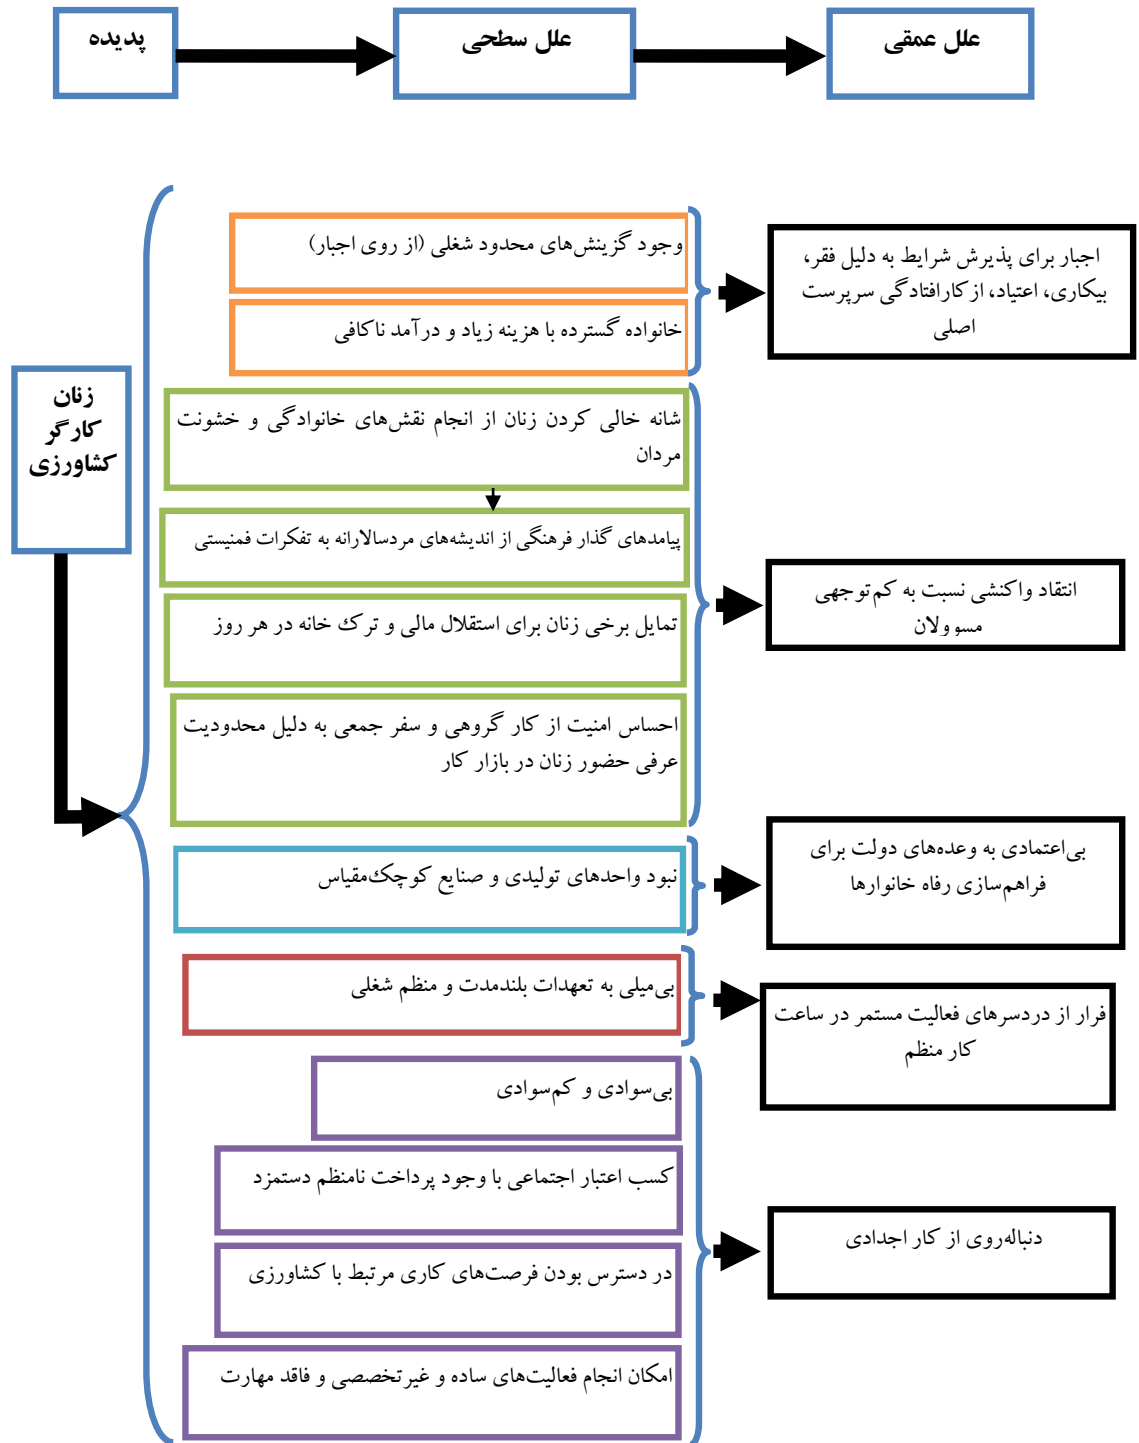 پدیده
علل سطحی
علل عمقی
وجود گزینش‌های محدود شغلی (از روی اجبار)
خانواده گسترده با هزینه زیاد و درآمد ناکافی
اجبار برای پذیرش شرایط به دلیل فقر،
بیکاری، اعتیاد، ازکارافتادگی سرپرست
اصلی
زنان
کارگر
کشاورزی
شانه خالی کردن زنان از انجام نقش‌های خانوادگی و خشونت
مردان
پیامدهای گذار فرهنگی از اندیشه‌های مردسالارانه به تفکرات فمنیستی
تمایل برخی زنان برای استقلال مالی و ترک خانه در هر روز
احساس امنیت از کار گروهی و سفر جمعی به دلیل محدودیت
عرفی حضور زنان در بازار کار
انتقاد واکنشی نسبت به کم‌توجهی
مسوولان
نبود واحدهای تولیدی و صنایع کوچک‌مقیاس
بی‌اعتمادی به وعده‌های دولت برای
فراهم‌سازی رفاه خانوارها
بی‌میلی به تعهدات بلندمدت و منظم شغلی
فرار از دردسرهای فعالیت مستمر در ساعت
کار منظم
بی‌سوادی و کم‌سوادی
کسب اعتبار اجتماعی با وجود پرداخت نامنظم دستمزد
در دسترس بودن فرصت‌های کاری مرتبط با کشاورزی
امکان انجام فعالیت‌های ساده و غیرتخصصی و فاقد مهارت
دنباله‌روی از کار اجدادی